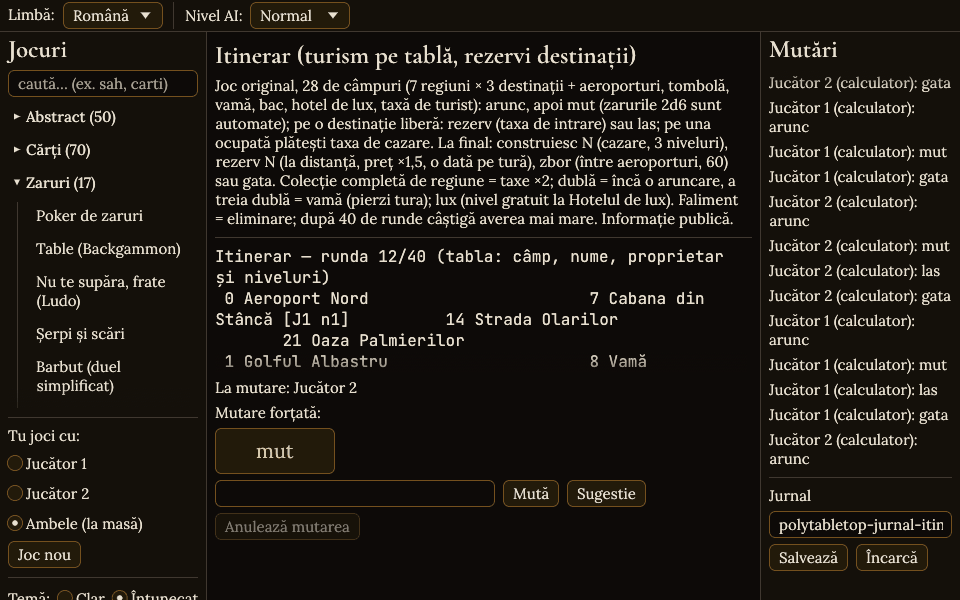 Limbă: Română Nivel AI: Normal
Jocuri
caută... (ex. sah, carti)
Abstract (50)
Cărți (70)
Zaruri (17)
Poker de zaruri
Table (Backgammon)
Nu te supăra, frate
(Ludo)
Șerpi și scări
Barbut (duel
simplificat)
Tu joci cu:
Jucător 1
Jucător 2
Ambele (la masă)
Joc nou
Temă: Clar Întunecat
Itinerar (turism pe tablă, rezervi destinații)
Joc original, 28 de câmpuri (7 regiuni × 3 destinații + aeroporturi, tombolă,
vamă, bac, hotel de lux, taxă de turist): arunc, apoi mut (zarurile 2d6 sunt
automate); pe o destinație liberă: rezerv (taxa de intrare) sau las; pe una
ocupată plătești taxa de cazare. La final: construiesc N (cazare, 3 niveluri),
rezerv N (la distanță, preț ×1,5, o dată pe tură), zbor (între aeroporturi, 60)
sau gata. Colecție completă de regiune = taxe ×2; dublă = încă o aruncare, a
treia dublă = vamă (pierzi tura); lux (nivel gratuit la Hotelul de lux). Faliment
= eliminare; după 40 de runde câștigă averea mai mare. Informație publică.
Itinerar — runda 12/40 (tabla: câmp, nume, proprietar
și niveluri)
0 Aeroport Nord 7 Cabana din
Stâncă [J1 n1] 14 Strada Olarilor
21 Oaza Palmierilor
1 Golful Albastru 8 Vamă
La mutare: Jucător 2
Mutare forțată:
mut
Mută Sugestie
Anulează mutarea
Mutări
Jucător 2 (calculator): gata
Jucător 1 (calculator):
arunc
Jucător 1 (calculator): mut
Jucător 1 (calculator): gata
Jucător 2 (calculator):
arunc
Jucător 2 (calculator): mut
Jucător 2 (calculator): las
Jucător 2 (calculator): gata
Jucător 1 (calculator):
arunc
Jucător 1 (calculator): mut
Jucător 1 (calculator): las
Jucător 1 (calculator): gata
Jucător 2 (calculator):
arunc
Jurnal
polytabletop-jurnal-itin
Salvează Încarcă